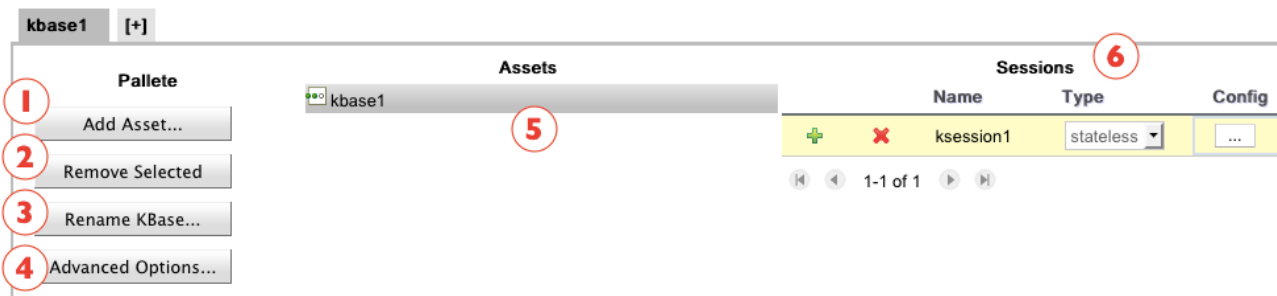 kbase1 [+]
Pallete
1
Add Asset...
2
Remove Selected
3
Rename KBase...
4
Advanced Options...
Assets
kbase1
5
Sessions
6
Name Type Config
ksession1 stateless ...
1-1 of 1